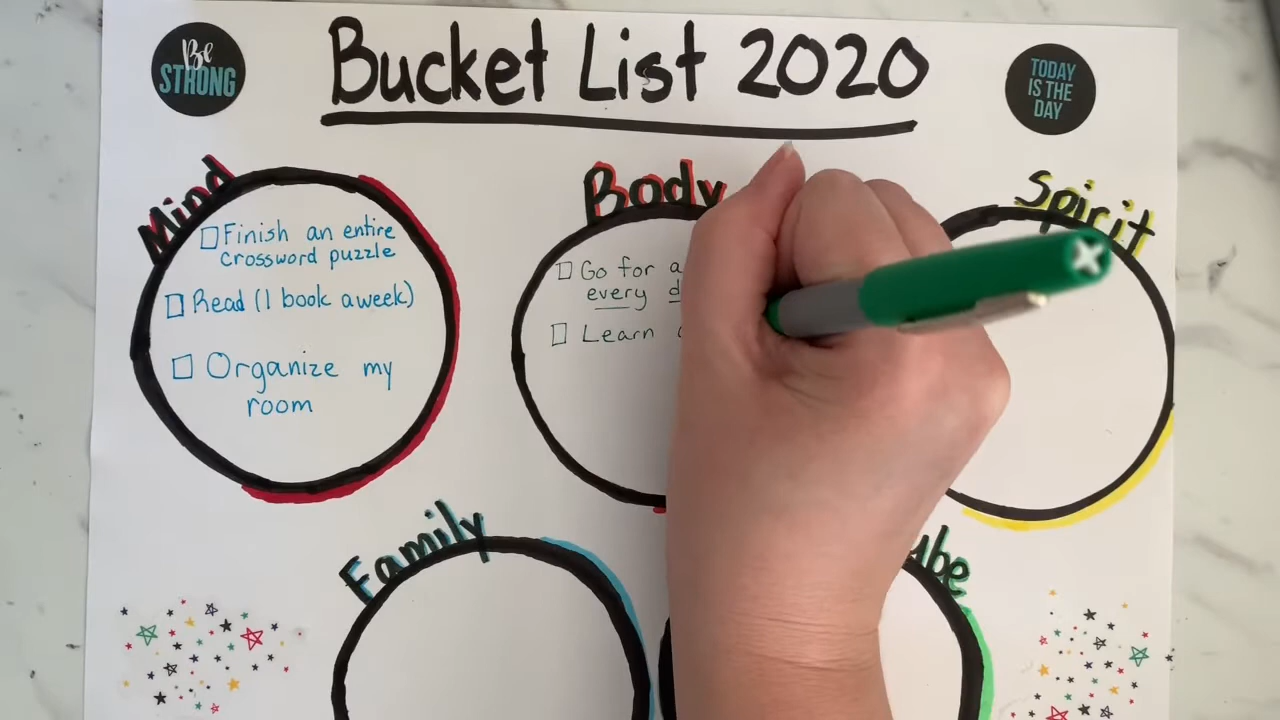 Be
STRONG
Bucket List 2020
TODAY
IS THE
DAY
Mind
Finish an entire
crossword puzzle
Read (1 book a week)
Organize my
room
Body
Go for a
every
Learn
Spirit
Family